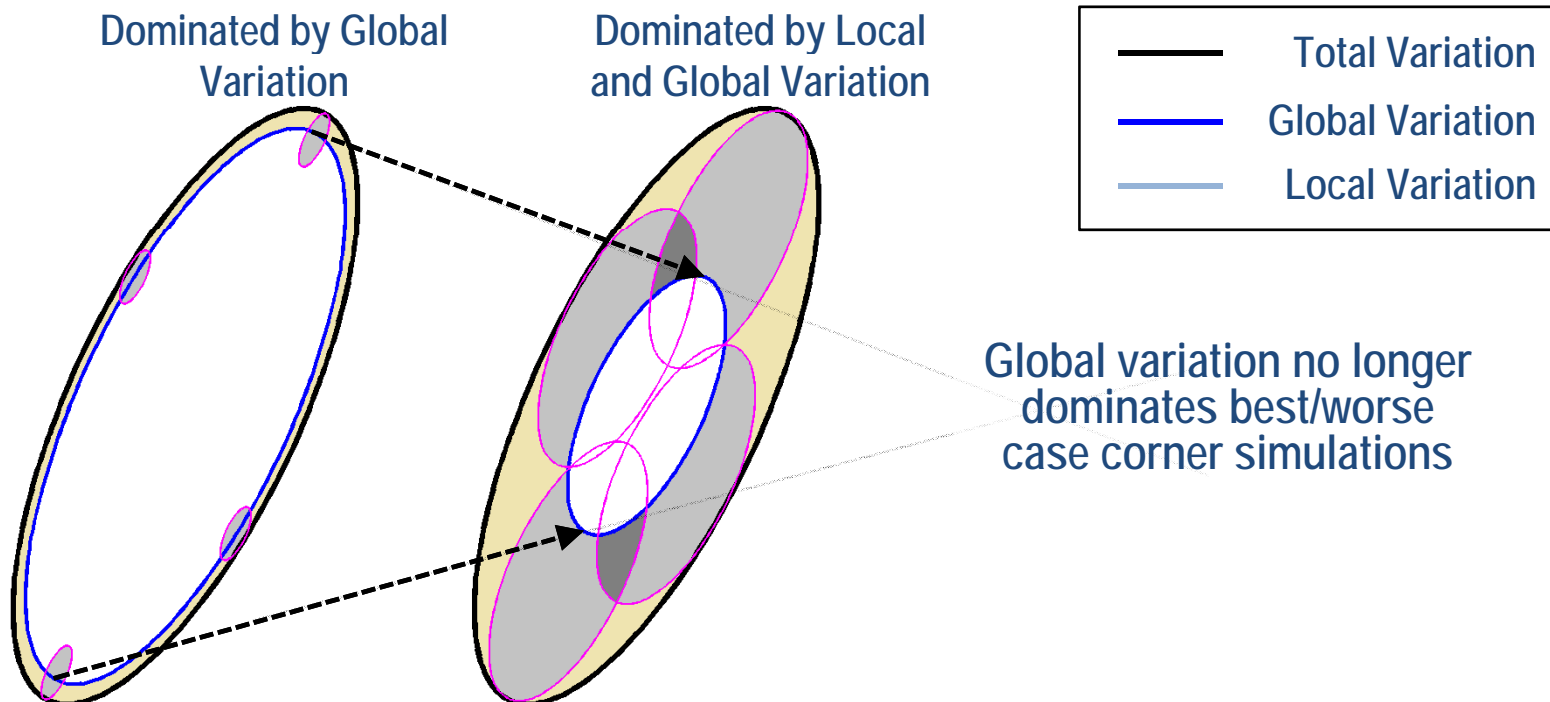 Dominated by Global
Variation
Dominated by Local
and Global Variation
Total Variation
Global Variation
Local Variation
Global variation no longer
dominates best/worse
case corner simulations